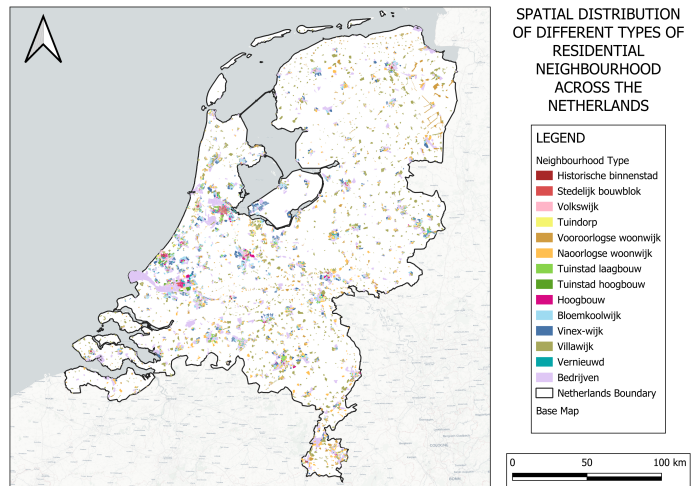 SPATIAL DISTRIBUTION
OF DIFFERENT TYPES OF
RESIDENTIAL
NEIGHBOURHOOD
ACROSS THE
NETHERLANDS
LEGEND
Neighbourhood Type
Historische binnenstad
Stedelijk bouwblok
Volkswijk
Tuindorp
Vooroorlogse woonwijk
Naoorlogse woonwijk
Tuinstad laagbouw
Tuinstad hoogbouw
Hoogbouw
Bloemkoolwijk
Vinex-wijk
Villawijk
Vernieuwd
Bedrijven
Netherlands Boundary
Base Map
0 50 100 km